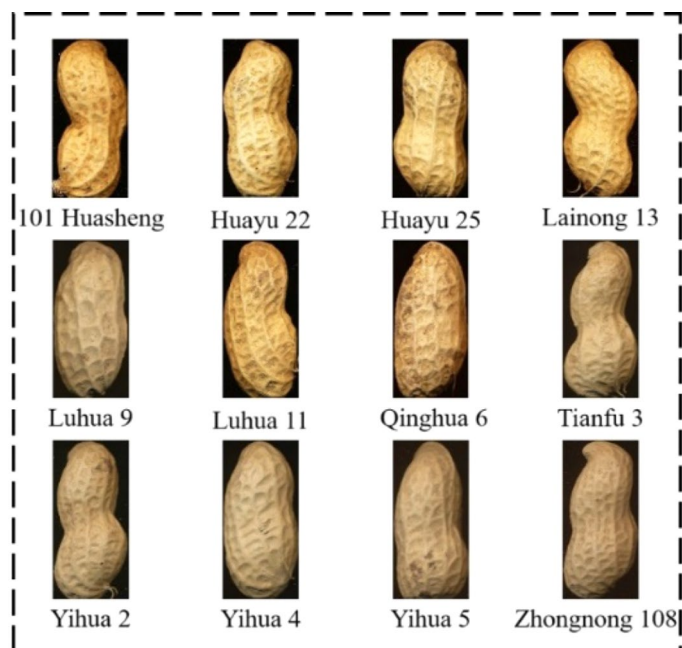 101 Huasheng
Huayu 22
Huayu 25
Lainong 13
Luhua 9
Luhua 11
Qinghua 6
Tianfu 3
Yihua 2
Yihua 4
Yihua 5
Zhongnong 108